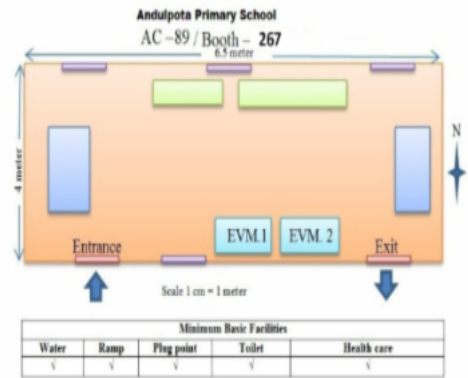 Andulpota Primary School
AC -89 / Booth - 267
6.5 meter
4 meter
N
EVM.1 EVM. 2
Entrance Exit
Scale 1 cm = 1 meter
Minimum Basic Facilities
Water Ramp Plug point Toilet Health care
√ √ √ √ √